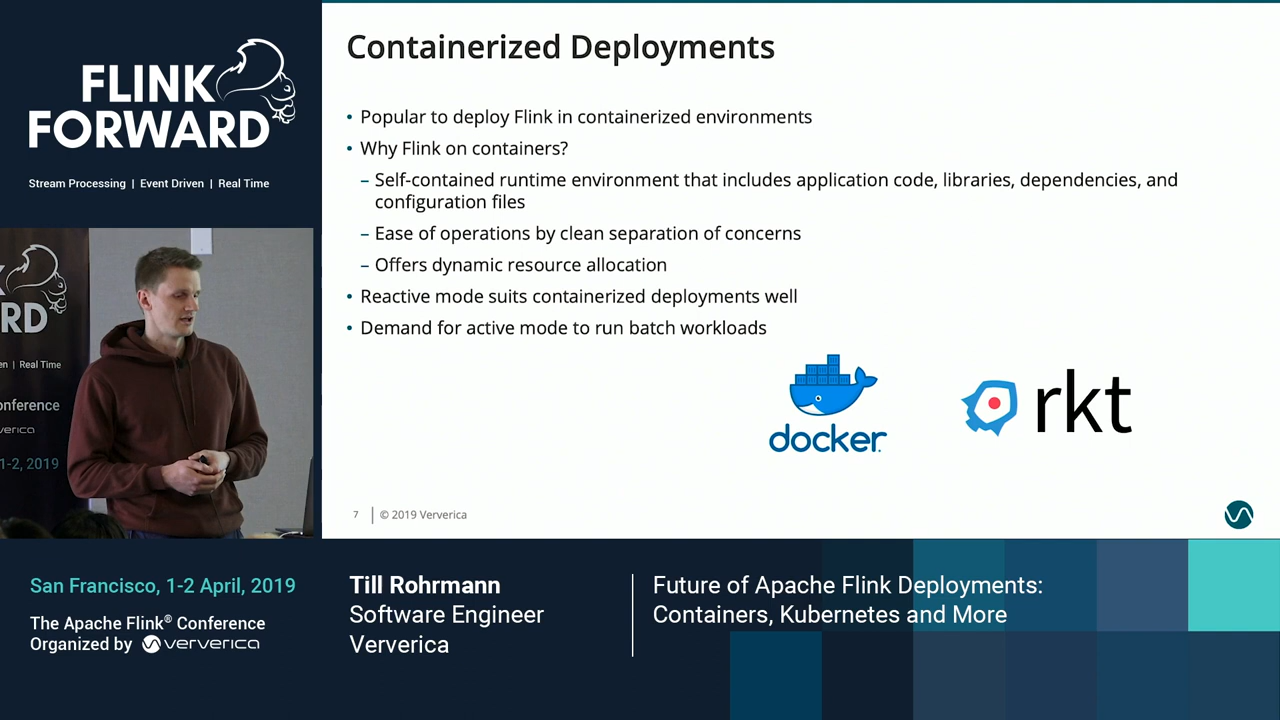 FLINK
FORWARD
Stream Processing | Event Driven | Real Time
RD
en | Real Time
onference
verica
1-2, 2019
Containerized Deployments
• Popular to deploy Flink in containerized environments
• Why Flink on containers?
– Self-contained runtime environment that includes application code, libraries, dependencies, and
configuration files
– Ease of operations by clean separation of concerns
– Offers dynamic resource allocation
• Reactive mode suits containerized deployments well
• Demand for active mode to run batch workloads
docker.
rkt
7 | © 2019 Ververica
San Francisco, 1-2 April, 2019
The Apache Flink® Conference
Organized by ververica
Till Rohrmann
Software Engineer
Ververica
Future of Apache Flink Deployments:
Containers, Kubernetes and More